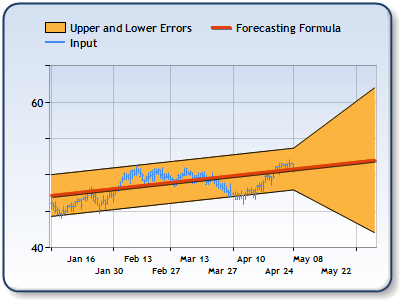 Upper and Lower Errors Forecasting Formula
Input
60
40
Jan 16 Feb 13 Mar 13 Apr 10 May 08
Jan 30 Feb 27 Mar 27 Apr 24 May 22